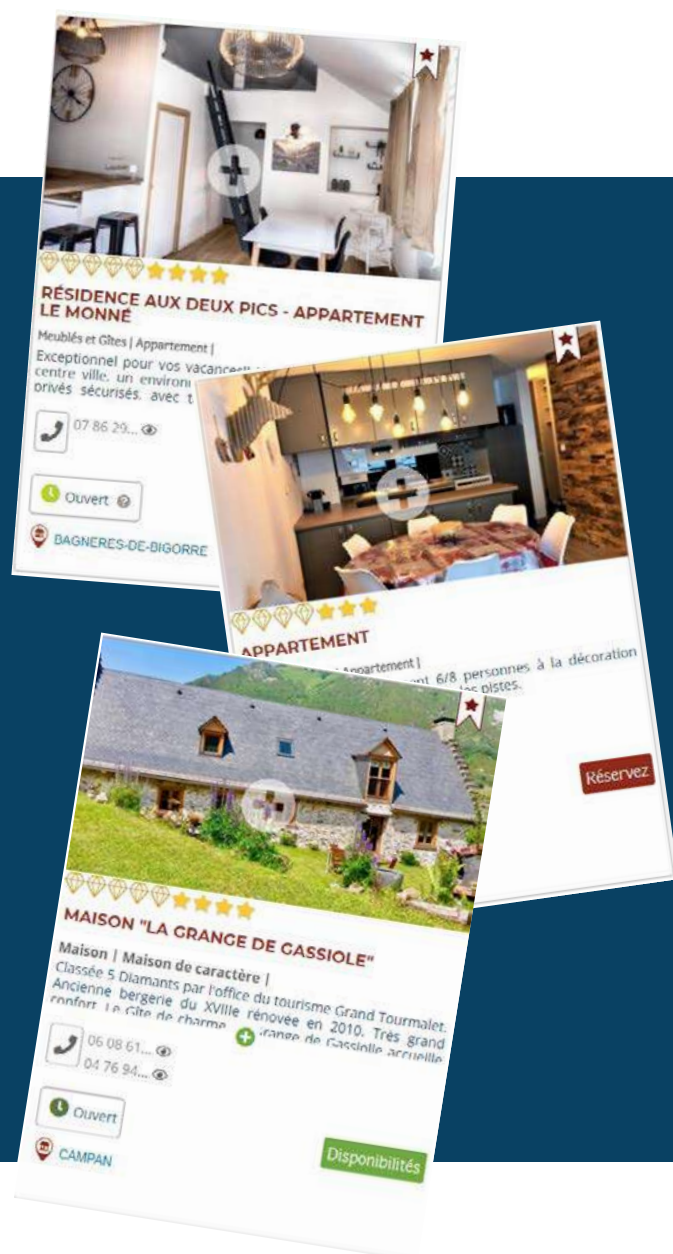 RÉSIDENCE AUX DEUX PICS - APPARTEMENT
LE MONNÉ
Meublés et Gîtes | Appartement |
Exceptionnel pour vos vacances
centre ville, un environ
privés sécurisés, avec
07 86 29...
Ouvert
BAGNERES-DE-BIGORRE
APPARTEMENT
Appartement |
6/8 personnes à la décoration
pistes.
Réservez
MAISON "LA GRANGE DE GASSIOLE"
Maison | Maison de caractère |
Classée 5 Diamants par l'office du tourisme Grand Tourmalet.
Ancienne bergerie du XVIIIe rénovée en 2010. Très grand
confort. Le Gîte de charme range de Gassiolle accueille
06 08 61...
04 76 94...
Ouvert
CAMPAN
Disponibilités